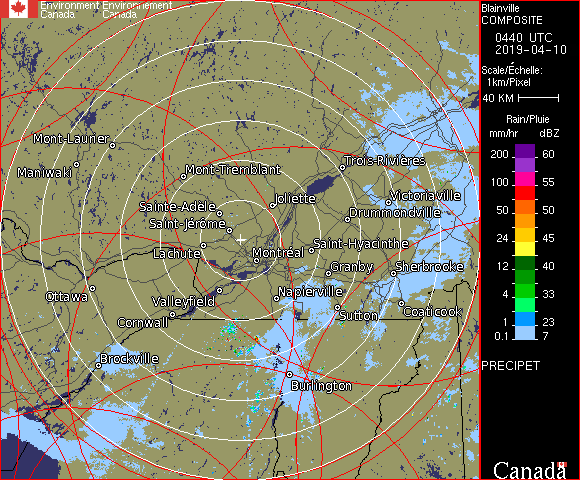 Environment Environnement
Canada Canada
Blainville
COMPOSITE
0440 UTC
2019-04-10
Scale/Échelle:
1km/Pixel
40 KM
Rain/Pluie
mm/hr dBZ
200 60
100 55
50 50
24 45
12 40
4 33
1 23
0.1 7
PRECIPET
Canada
Mont-Laurier
Maniwaki
Mont-Tremblant
Trois-Rivières
Sainte-Adèle
Joliette
Victoriaville
Drummondville
Saint-Jérôme
Lachute
Montréal
Saint-Hyacinthe
Granby
Sherbrooke
Ottawa
Valleyfield
Napierville
Cornwall
Sutton
Coaticook
Brockville
Burlington